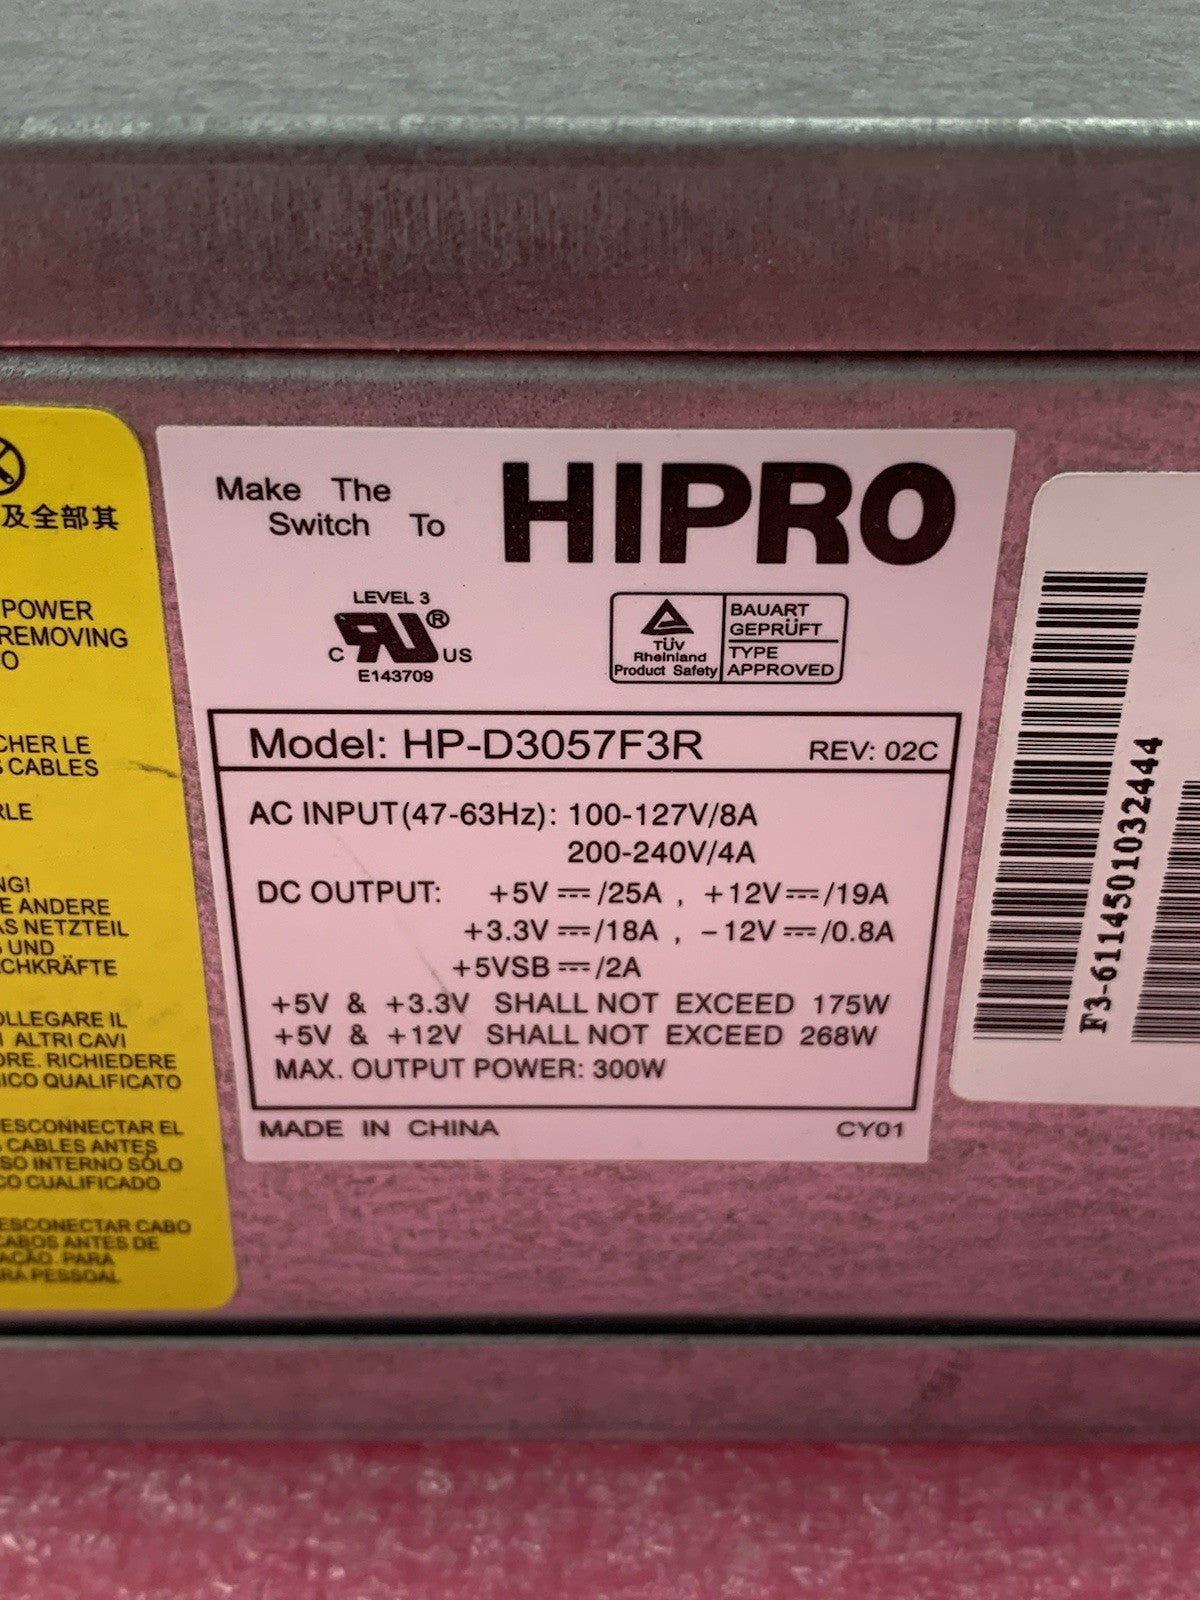 及全部其
POWER
REMOVING
O
CHER LE
S CABLES
RLE
NG!
E ANDERE
AS NETZTEIL
S UND
CHKRÄFTE
OLLEGARE IL
I ALTRI CAVI
ORE. RICHIEDERE
ICO QUALIFICATO
ESCONNECTAR EL
S CABLES ANTES
SO INTERNO SÓLO
CO CUALIFICADO
ESCONECTAR CABO
CABOS ANTES DE
AÇÃO. PARA
RA PESSOAL
Make The
Switch To
HIPRO
LEVEL 3
C RU® US
E143709
TÜV
Rheinland
Product Safety
BAUART
GEPRÜFT
TYPE
APPROVED
Model: HP-D3057F3R REV: 02C
AC INPUT(47-63Hz): 100-127V/8A
200-240V/4A
DC OUTPUT: +5V ⎓/25A , +12V⎓/19A
+3.3V ⎓/18A , -12V ⎓/0.8A
+5VSB ⎓/2A
+5V & +3.3V SHALL NOT EXCEED 175W
+5V & +12V SHALL NOT EXCEED 268W
MAX. OUTPUT POWER: 300W
MADE IN CHINA CY01
F3-6114501032444